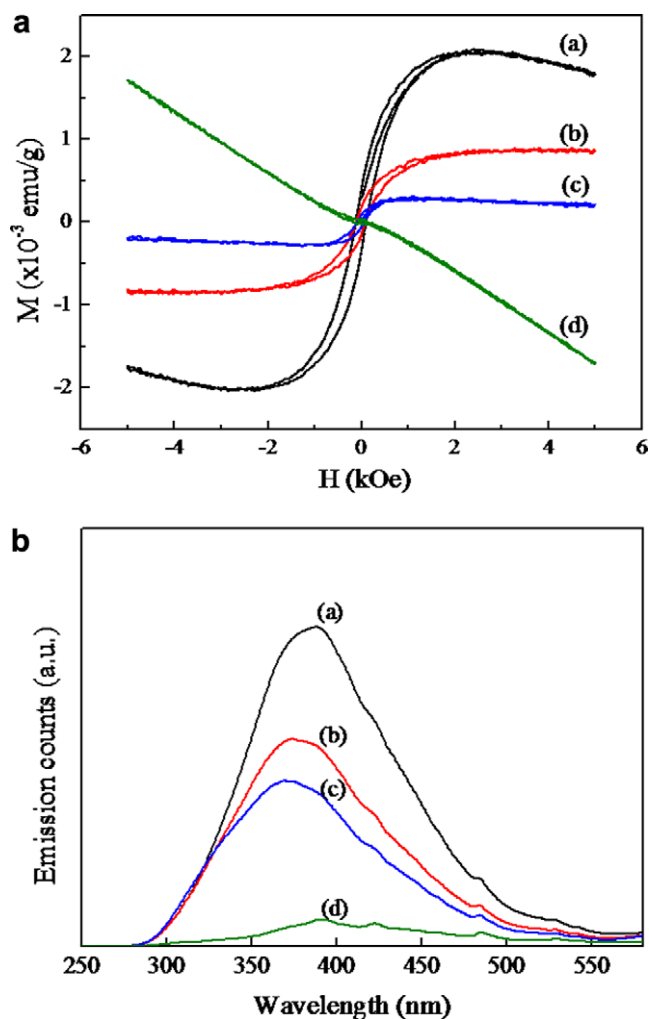 a
(a)
(b)
(c)
(d)
M (x10⁻³ emu/g)
2
1
0
-1
-2
-6 -4 -2 0 2 4 6
H (kOe)
b
(a)
(b)
(c)
(d)
Emission counts (a.u.)
250 300 350 400 450 500 550
Wavelength (nm)